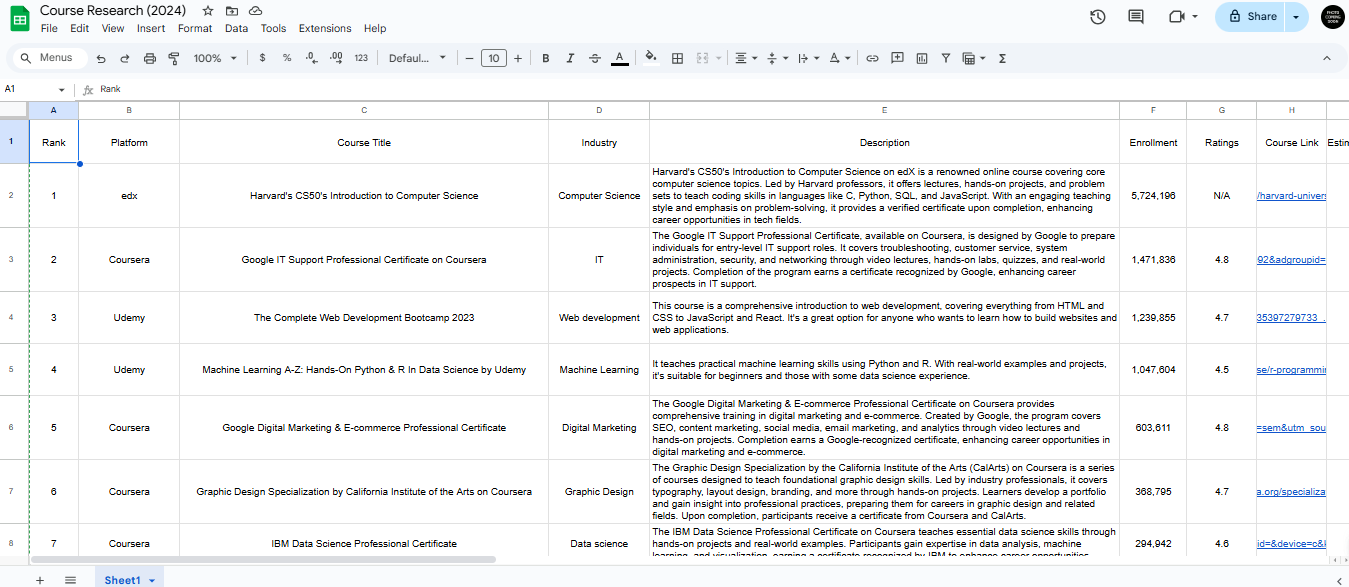 Course Research (2024)
File Edit View Insert Format Data Tools Extensions Help
Share
Menus 100% $ % .0 .00 123 Defaul... 10 B I A
A1 Rank
A B C D E F G H
1 Rank Platform Course Title Industry Description Enrollment Ratings Course Link Estim
2 1 edx Harvard's CS50's Introduction to Computer Science Computer Science
Harvard's CS50's Introduction to Computer Science on edX is a renowned online course covering core
computer science topics. Led by Harvard professors, it offers lectures, hands-on projects, and problem
sets to teach coding skills in languages like C, Python, SQL, and JavaScript. With an engaging teaching
style and emphasis on problem-solving, it provides a verified certificate upon completion, enhancing
career opportunities in tech fields.
5,724,196 N/A /harvard-univers
3 2 Coursera Google IT Support Professional Certificate on Coursera IT
The Google IT Support Professional Certificate, available on Coursera, is designed by Google to prepare
individuals for entry-level IT support roles. It covers troubleshooting, customer service, system
administration, security, and networking through video lectures, hands-on labs, quizzes, and real-world
projects. Completion of the program earns a certificate recognized by Google, enhancing career
prospects in IT support.
1,471,836 4.8 92&adgroupid=
4 3 Udemy The Complete Web Development Bootcamp 2023 Web development
This course is a comprehensive introduction to web development, covering everything from HTML and
CSS to JavaScript and React. It's a great option for anyone who wants to learn how to build websites and
web applications.
1,239,855 4.7 35397279733_.
5 4 Udemy Machine Learning A-Z: Hands-On Python & R In Data Science by Udemy Machine Learning
It teaches practical machine learning skills using Python and R. With real-world examples and projects,
it's suitable for beginners and those with some data science experience.
1,047,604 4.5 se/r-programmin
6 5 Coursera Google Digital Marketing & E-commerce Professional Certificate Digital Marketing
The Google Digital Marketing & E-commerce Professional Certificate on Coursera provides
comprehensive training in digital marketing and e-commerce. Created by Google, the program covers
SEO, content marketing, social media, email marketing, and analytics through video lectures and
hands-on projects. Completion earns a Google-recognized certificate, enhancing career opportunities in
digital marketing and e-commerce.
603,611 4.8 =sem&utm_sou
7 6 Coursera Graphic Design Specialization by California Institute of the Arts on Coursera Graphic Design
The Graphic Design Specialization by the California Institute of the Arts (CalArts) on Coursera is a series
of courses designed to teach foundational graphic design skills. Led by industry professionals, it covers
typography, layout design, branding, and more through hands-on projects. Learners develop a portfolio
and gain insight into professional practices, preparing them for careers in graphic design and related
fields. Upon completion, participants receive a certificate from Coursera and CalArts.
368,795 4.7 a.org/specializa
8 7 Coursera IBM Data Science Professional Certificate Data science
The IBM Data Science Professional Certificate on Coursera teaches essential data science skills through
hands-on projects and real-world examples. Participants gain expertise in data analysis, machine
learning, and visualization, earning a certificate recognized by IBM to enhance career opportunities
294,942 4.6 id=&device=c&k
Sheet1